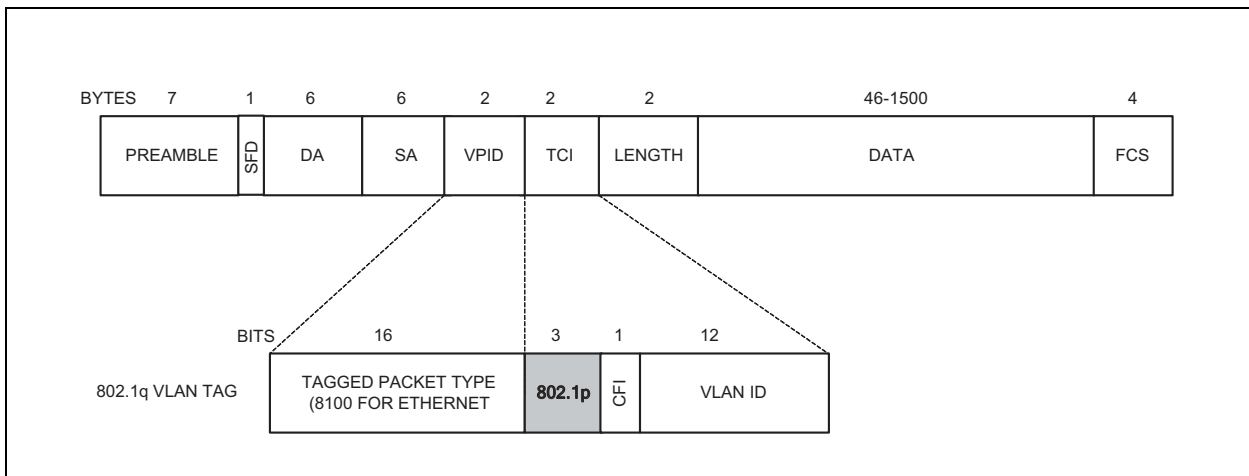 BYTES 7 1 6 6 2 2 2 46-1500 4
PREAMBLE SFD DA SA VPID TCI LENGTH DATA FCS
BITS 16 3 1 12
802.1q VLAN TAG
TAGGED PACKET TYPE
(8100 FOR ETHERNET
802.1p CFI VLAN ID